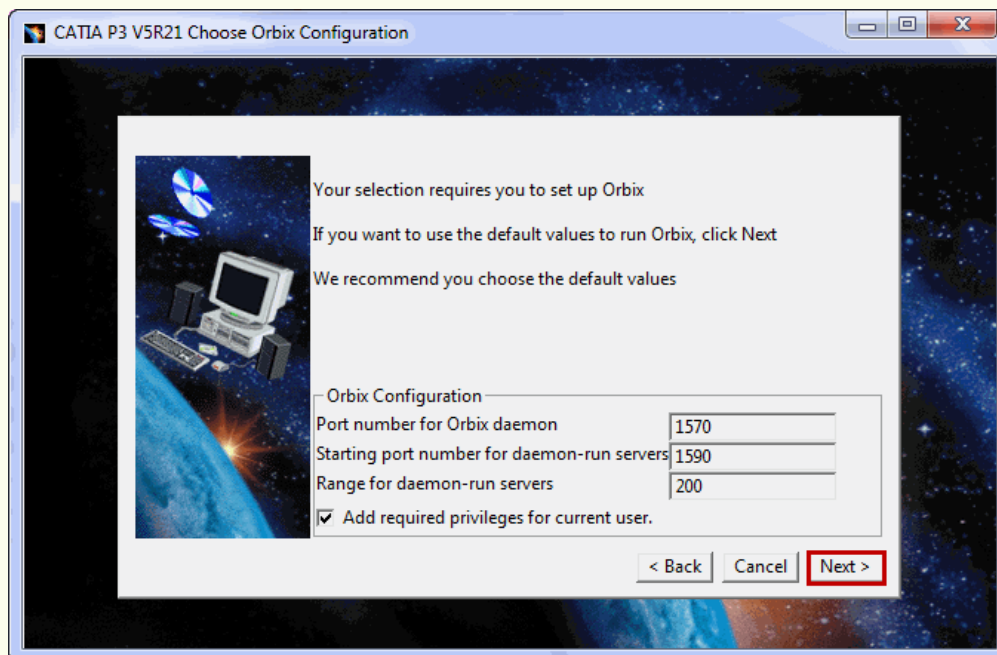 CATIA P3 V5R21 Choose Orbix Configuration
Your selection requires you to set up Orbix
If you want to use the default values to run Orbix, click Next
We recommend you choose the default values
Orbix Configuration
Port number for Orbix daemon 1570
Starting port number for daemon-run servers 1590
Range for daemon-run servers 200
Add required privileges for current user.
< Back Cancel Next >